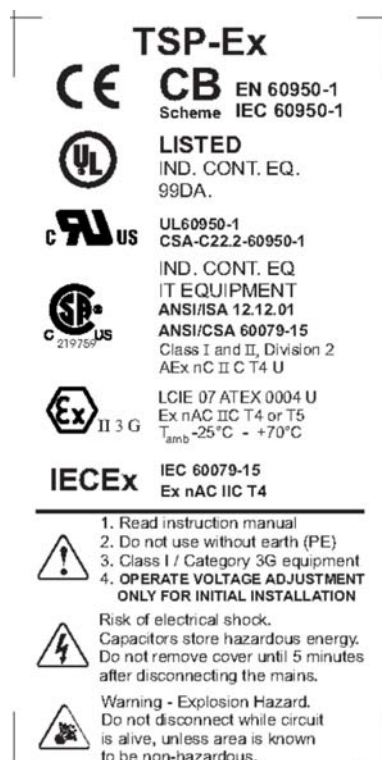 TSP-Ex
CE
CB
Scheme
EN 60950-1
IEC 60950-1
UL
LISTED
IND. CONT. EQ.
99DA.
C UR US
UL60950-1
CSA-C22.2-60950-1
IND. CONT. EQ
IT EQUIPMENT
ANSI/ISA 12.12.01
ANSI/CSA 60079-15
Class I and II, Division 2
AEx nC II C T4 U
C SA US
219759
Ex II 3 G
LCIE 07 ATEX 0004 U
Ex nAC IIC T4 or T5
Tamb -25°C - +70°C
IECEx
IEC 60079-15
Ex nAC IIC T4
1. Read instruction manual
2. Do not use without earth (PE)
3. Class I / Category 3G equipment
4. OPERATE VOLTAGE ADJUSTMENT
ONLY FOR INITIAL INSTALLATION
Risk of electrical shock.
Capacitors store hazardous energy.
Do not remove cover until 5 minutes
after disconnecting the mains.
Warning - Explosion Hazard.
Do not disconnect while circuit
is alive, unless area is known
to be non-hazardous.